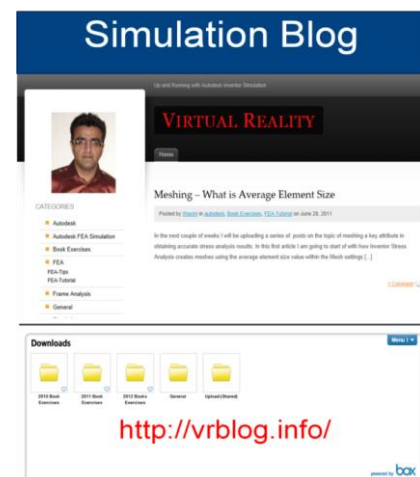 Simulation Blog
Up and Running with Autodesk Inventor Simulation
VIRTUAL REALITY
Home
Meshing – What is Average Element Size
Posted by Wasim in autodesk, Book Exercises, FEA-Tutorial on June 28, 2011
In the next couple of weeks I will be uploading a series of posts on the topic of meshing a key attribute in
obtaining accurate stress analysis results. In this first article I am going to start of with how Inventor Stress
Analysis creates meshes using the average element size value within the Mesh settings [...]
1 Comment
CATEGORIES
Autodesk
Autodesk FEA Simulation
Book Exercises
FEA
FEA-Tips
FEA-Tutorial
Frame Analysis
General
Downloads
Menu
2010 Book
Exercises
2011 Book
Exercises
2012 Books
Exercises
General
Upload(Shared)
http://vrblog.info/
powered by box